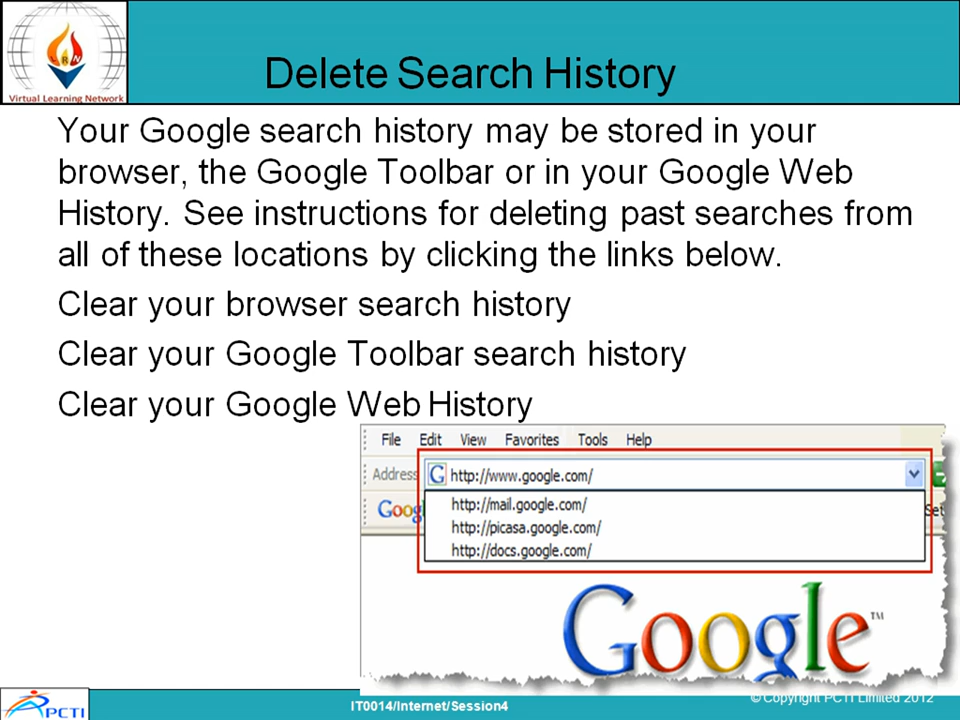 RN
Virtual Learning Network
Delete Search History
Your Google search history may be stored in your
browser, the Google Toolbar or in your Google Web
History. See instructions for deleting past searches from
all of these locations by clicking the links below.
Clear your browser search history
Clear your Google Toolbar search history
Clear your Google Web History
File Edit View Favorites Tools Help
Address G http://www.google.com/
Goog
http://mail.google.com/
http://picasa.google.com/
http://docs.google.com/
Set
Google™
PCTI
IT0014/Internet/Session4
© Copyright PCTI Limited 2012